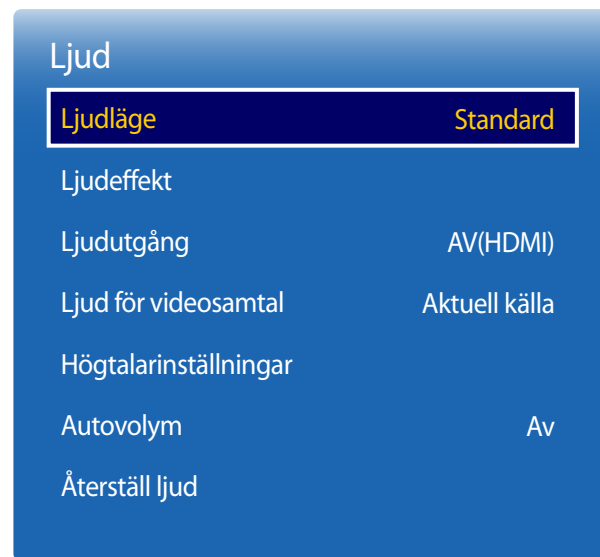 Ljud
Ljudläge Standard
Ljudeffekt
Ljudutgång AV(HDMI)
Ljud för videosamtal Aktuell källa
Högtalarinställningar
Autovolym Av
Återställ ljud